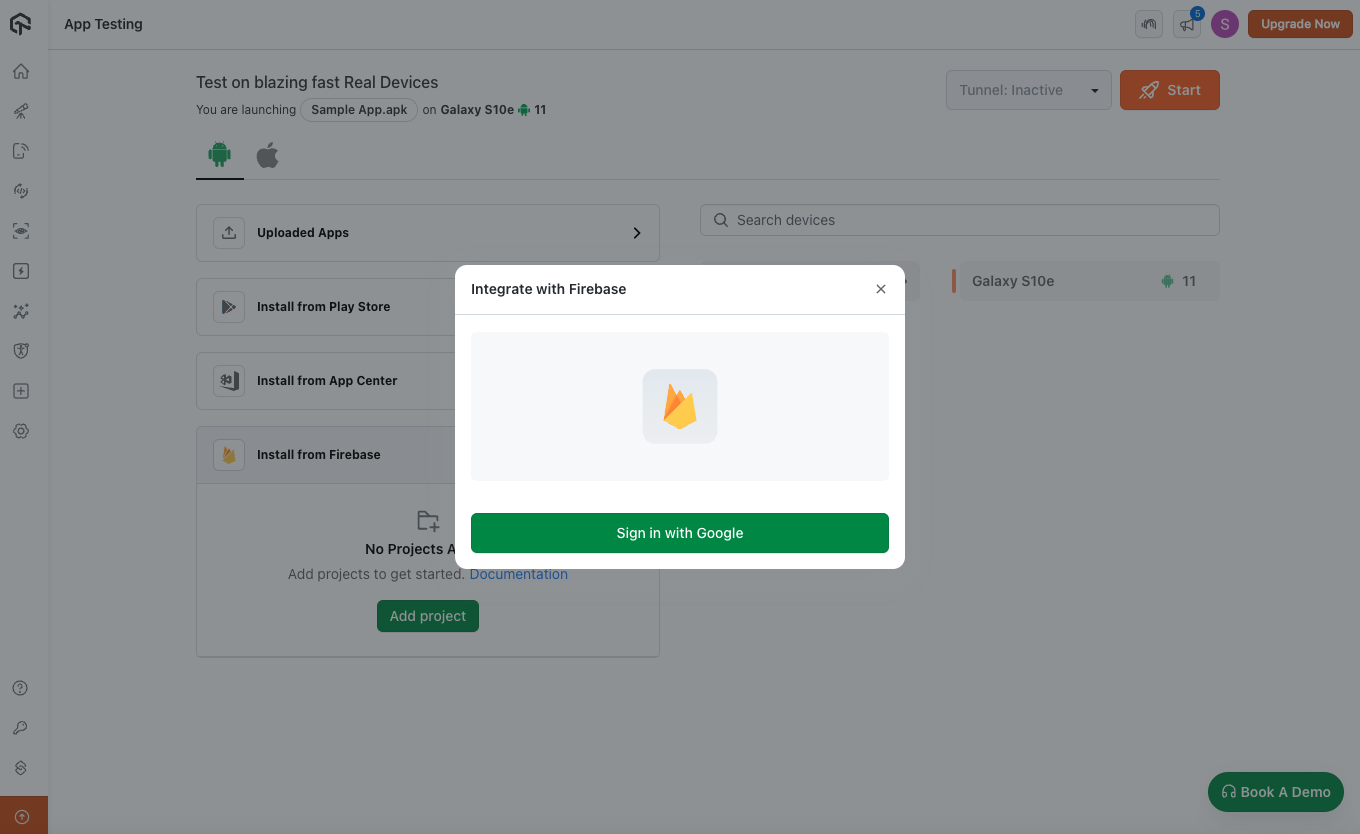 App Testing
5
S
Upgrade Now
Test on blazing fast Real Devices
You are launching Sample App.apk on Galaxy S10e 11
Tunnel: Inactive
Start
Uploaded Apps
Search devices
Install from Play Store
Galaxy S10e 11
Install from App Center
Install from Firebase
Integrate with Firebase
Sign in with Google
No Projects A
Add projects to get started. Documentation
Add project
Book A Demo